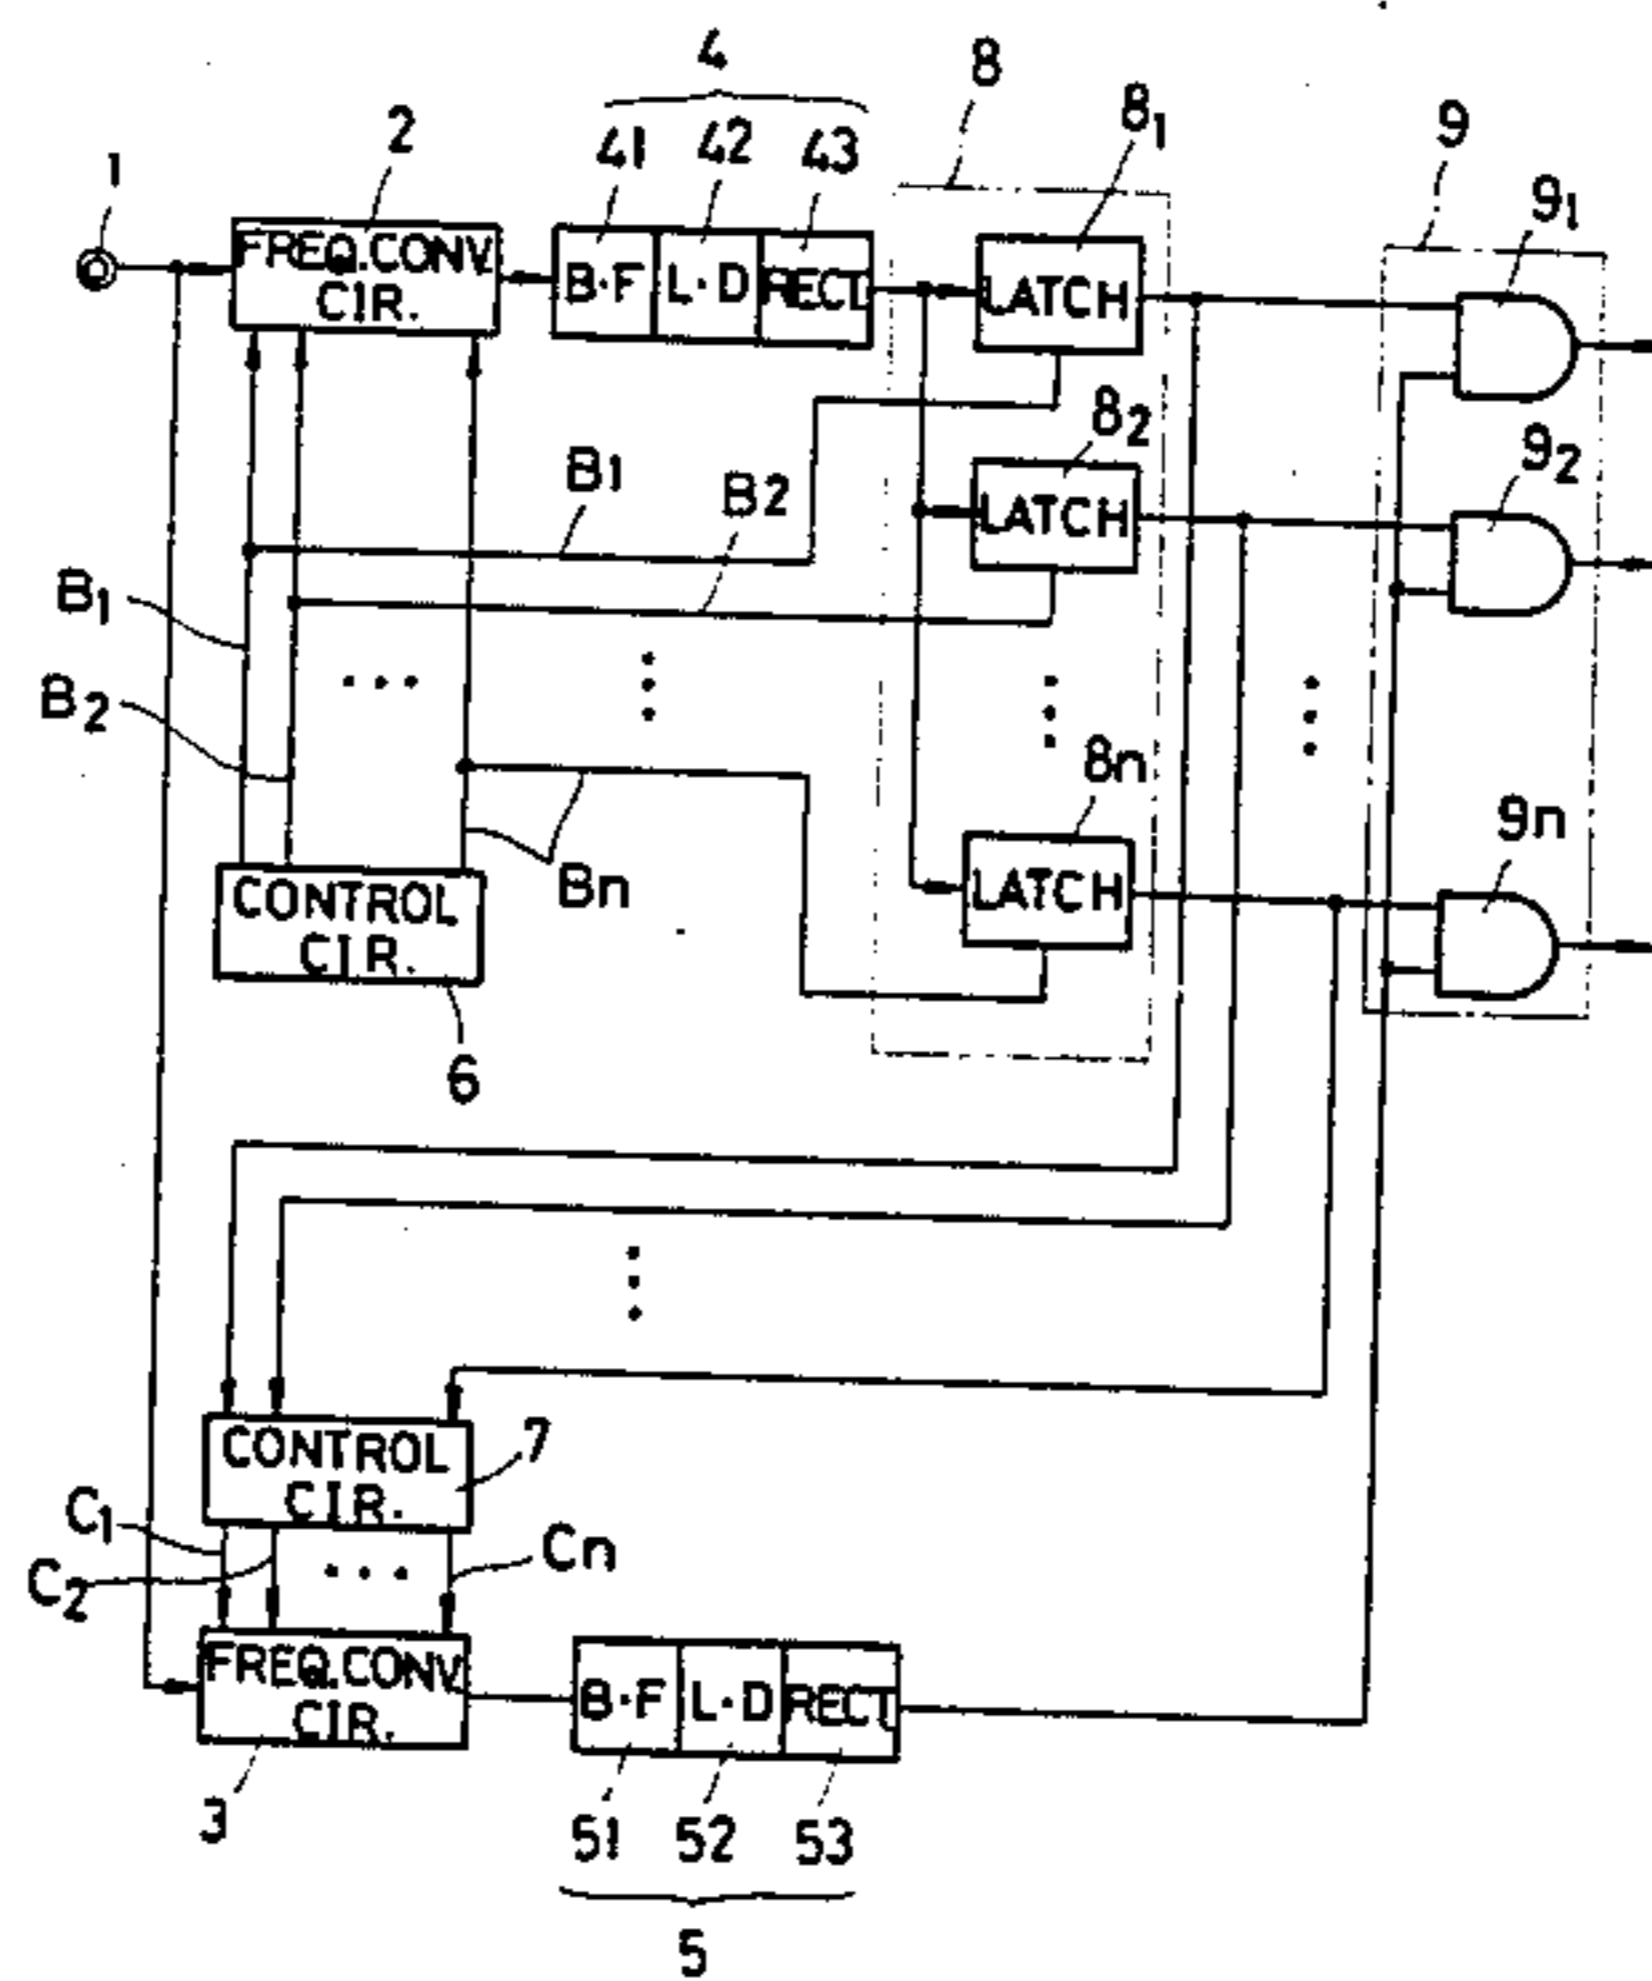 4
8
8₁
2
41
42
43
9
1
9₁
FREQ.CONV.
CIR.
B·F
L·D
RECT
LATCH
8₂
9₂
B1
B2
LATCH
B₁
B₂
8n
9n
LATCH
Bn
CONTROL
CIR.
6
CONTROL
CIR.
7
C₁
C₂
Cn
FREQ.CONV.
CIR.
B·F
L·D
RECT
3
51
52
53
5